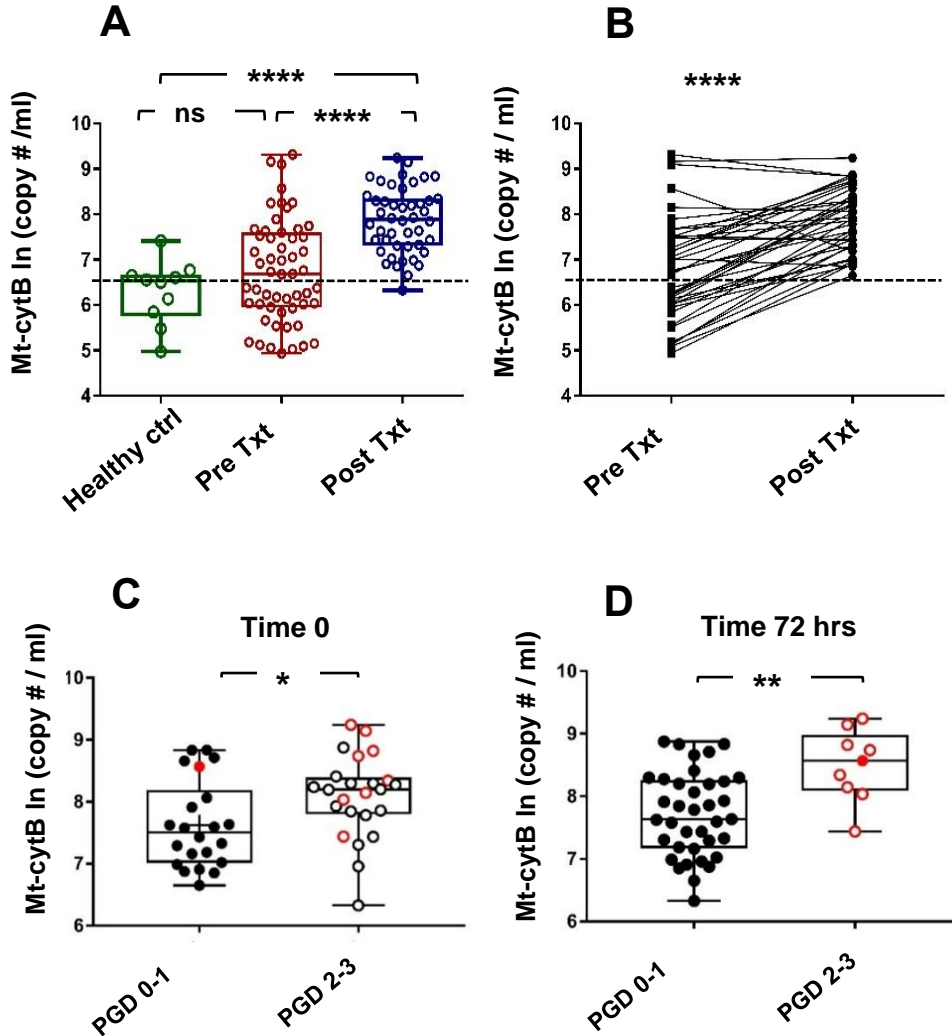 A
B
****
****
ns
****
Mt-cytB ln (copy # /ml)
9
8
7
6
5
4
Healthy ctrl
Pre Txt
Post Txt
Mt-cytB ln (copy # / ml)
9
8
7
6
5
4
Pre Txt
Post Txt
C
D
Time 0
Time 72 hrs
*
**
Mt-cytB ln (copy # / ml)
10
9
8
7
6
PGD 0-1
PGD 2-3
Mt-cytB ln (copy # / ml)
10
9
8
7
6
PGD 0-1
PGD 2-3